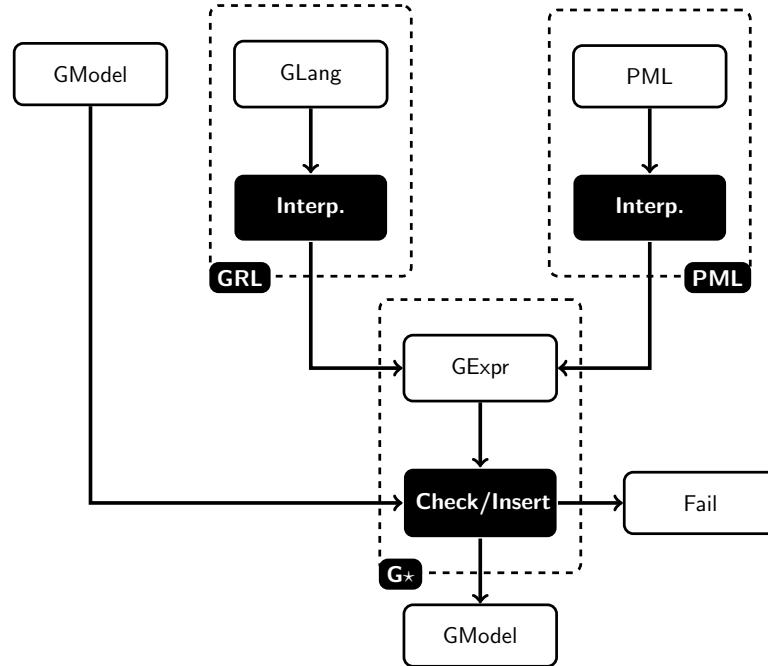 GModel
GLang
PML
Interp.
Interp.
GRL
PML
GExpr
Check/Insert
Fail
G⋆
GModel